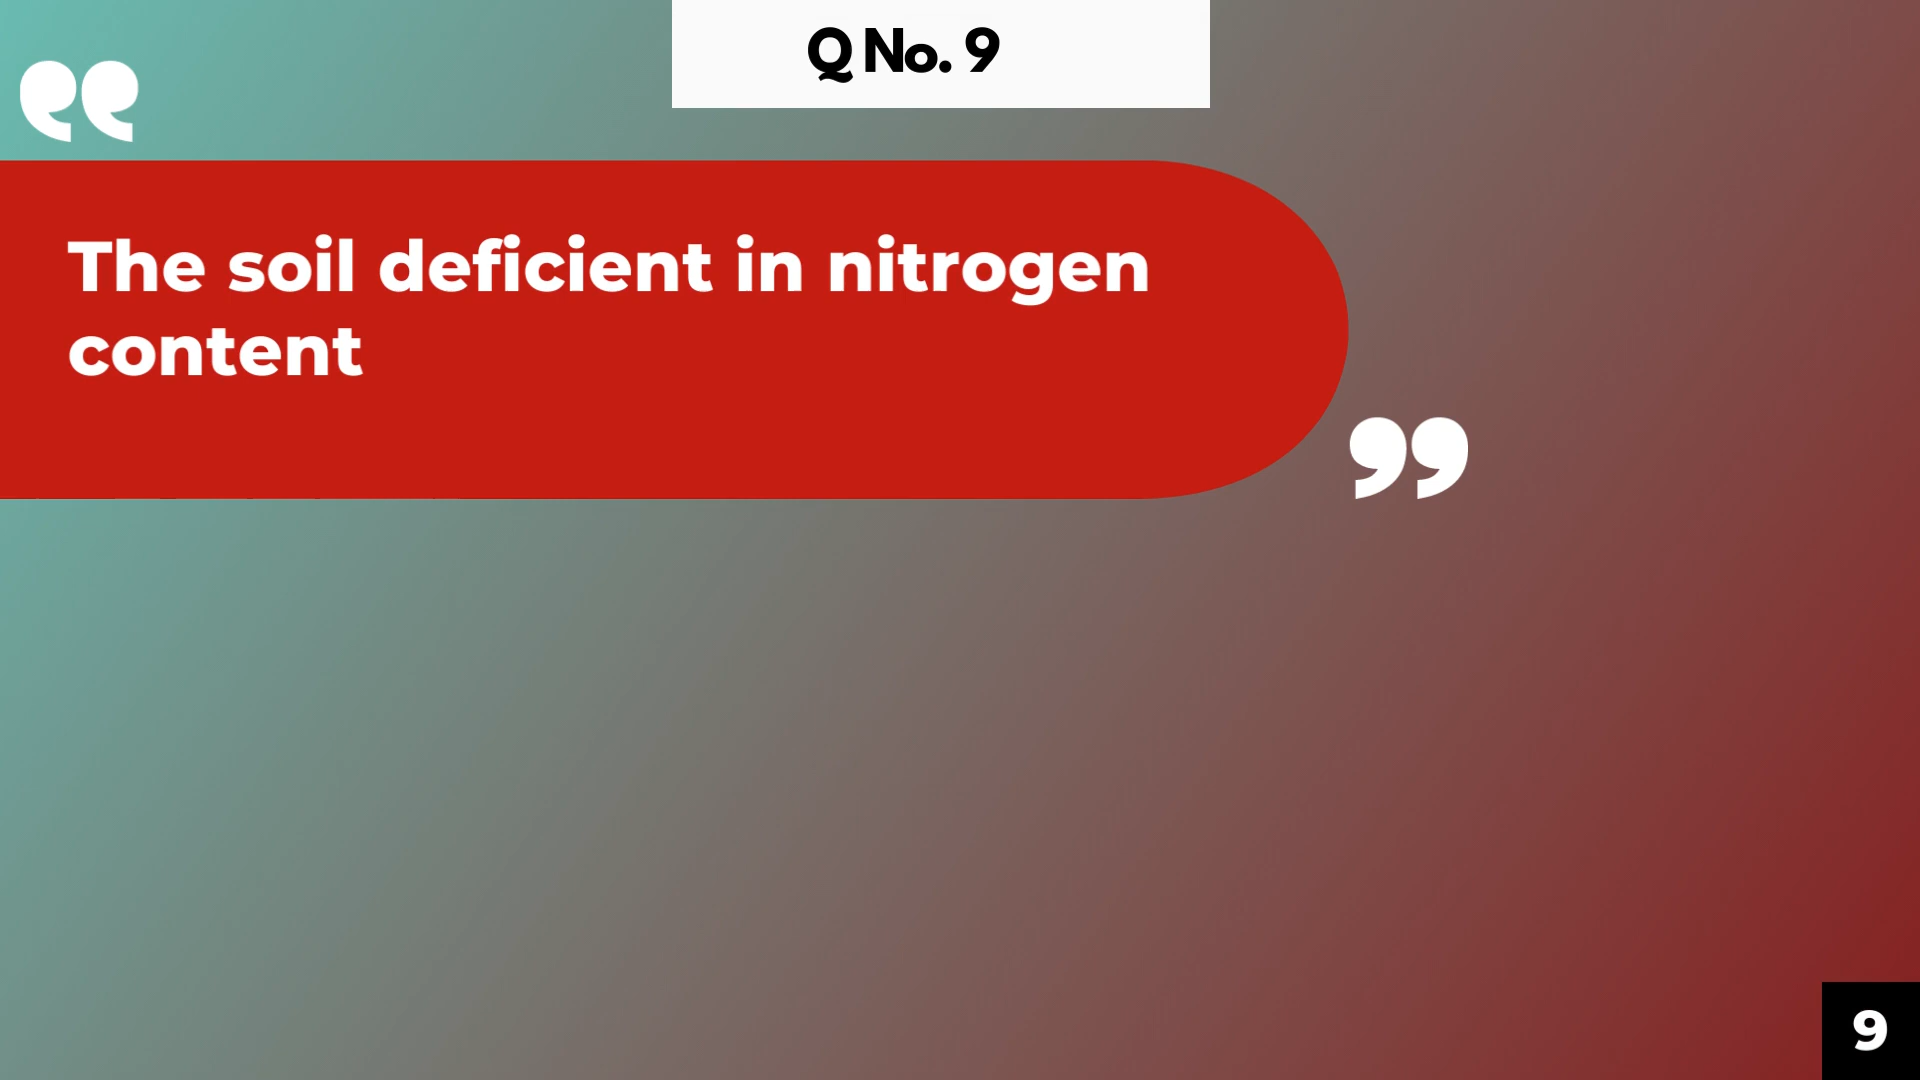 Q No. 9
“
The soil deficient in nitrogen
content
”
9